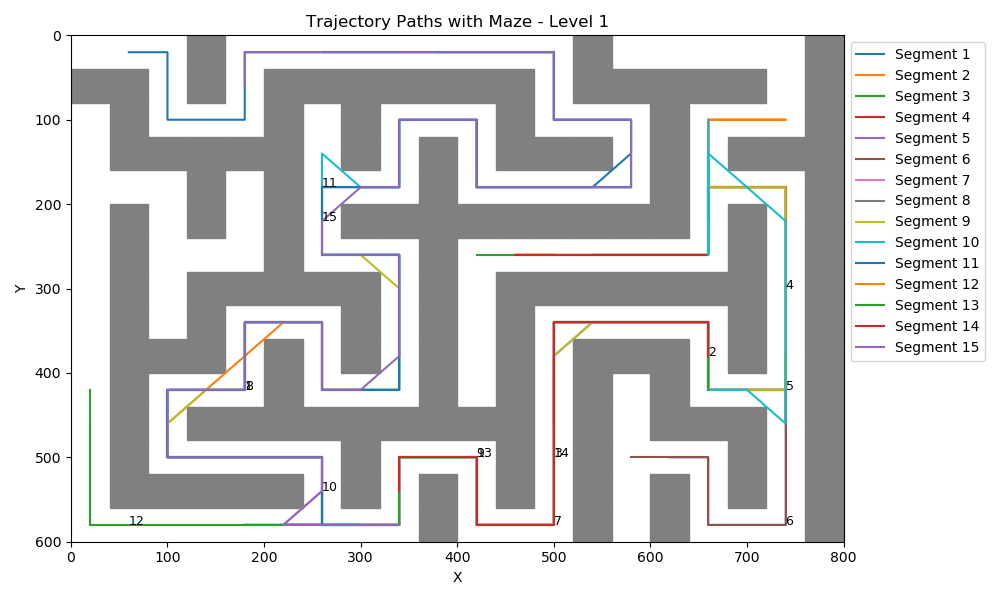 Trajectory Paths with Maze - Level 1
Y
0
100
200
300
400
500
600
0
100
200
300
400
500
600
700
800
X
11
15
4
2
5
10
12
7
6
13
14
Segment 1
Segment 2
Segment 3
Segment 4
Segment 5
Segment 6
Segment 7
Segment 8
Segment 9
Segment 10
Segment 11
Segment 12
Segment 13
Segment 14
Segment 15